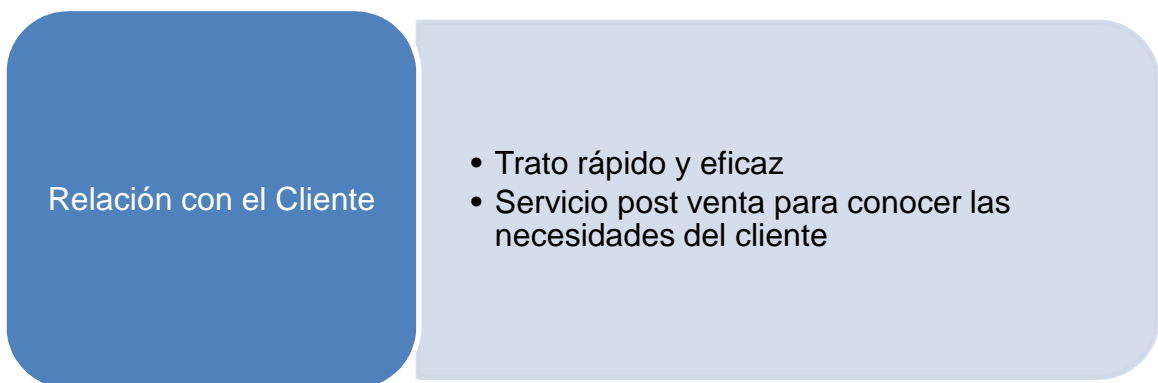 Relación con el Cliente
• Trato rápido y eficaz
• Servicio post venta para conocer las
necesidades del cliente